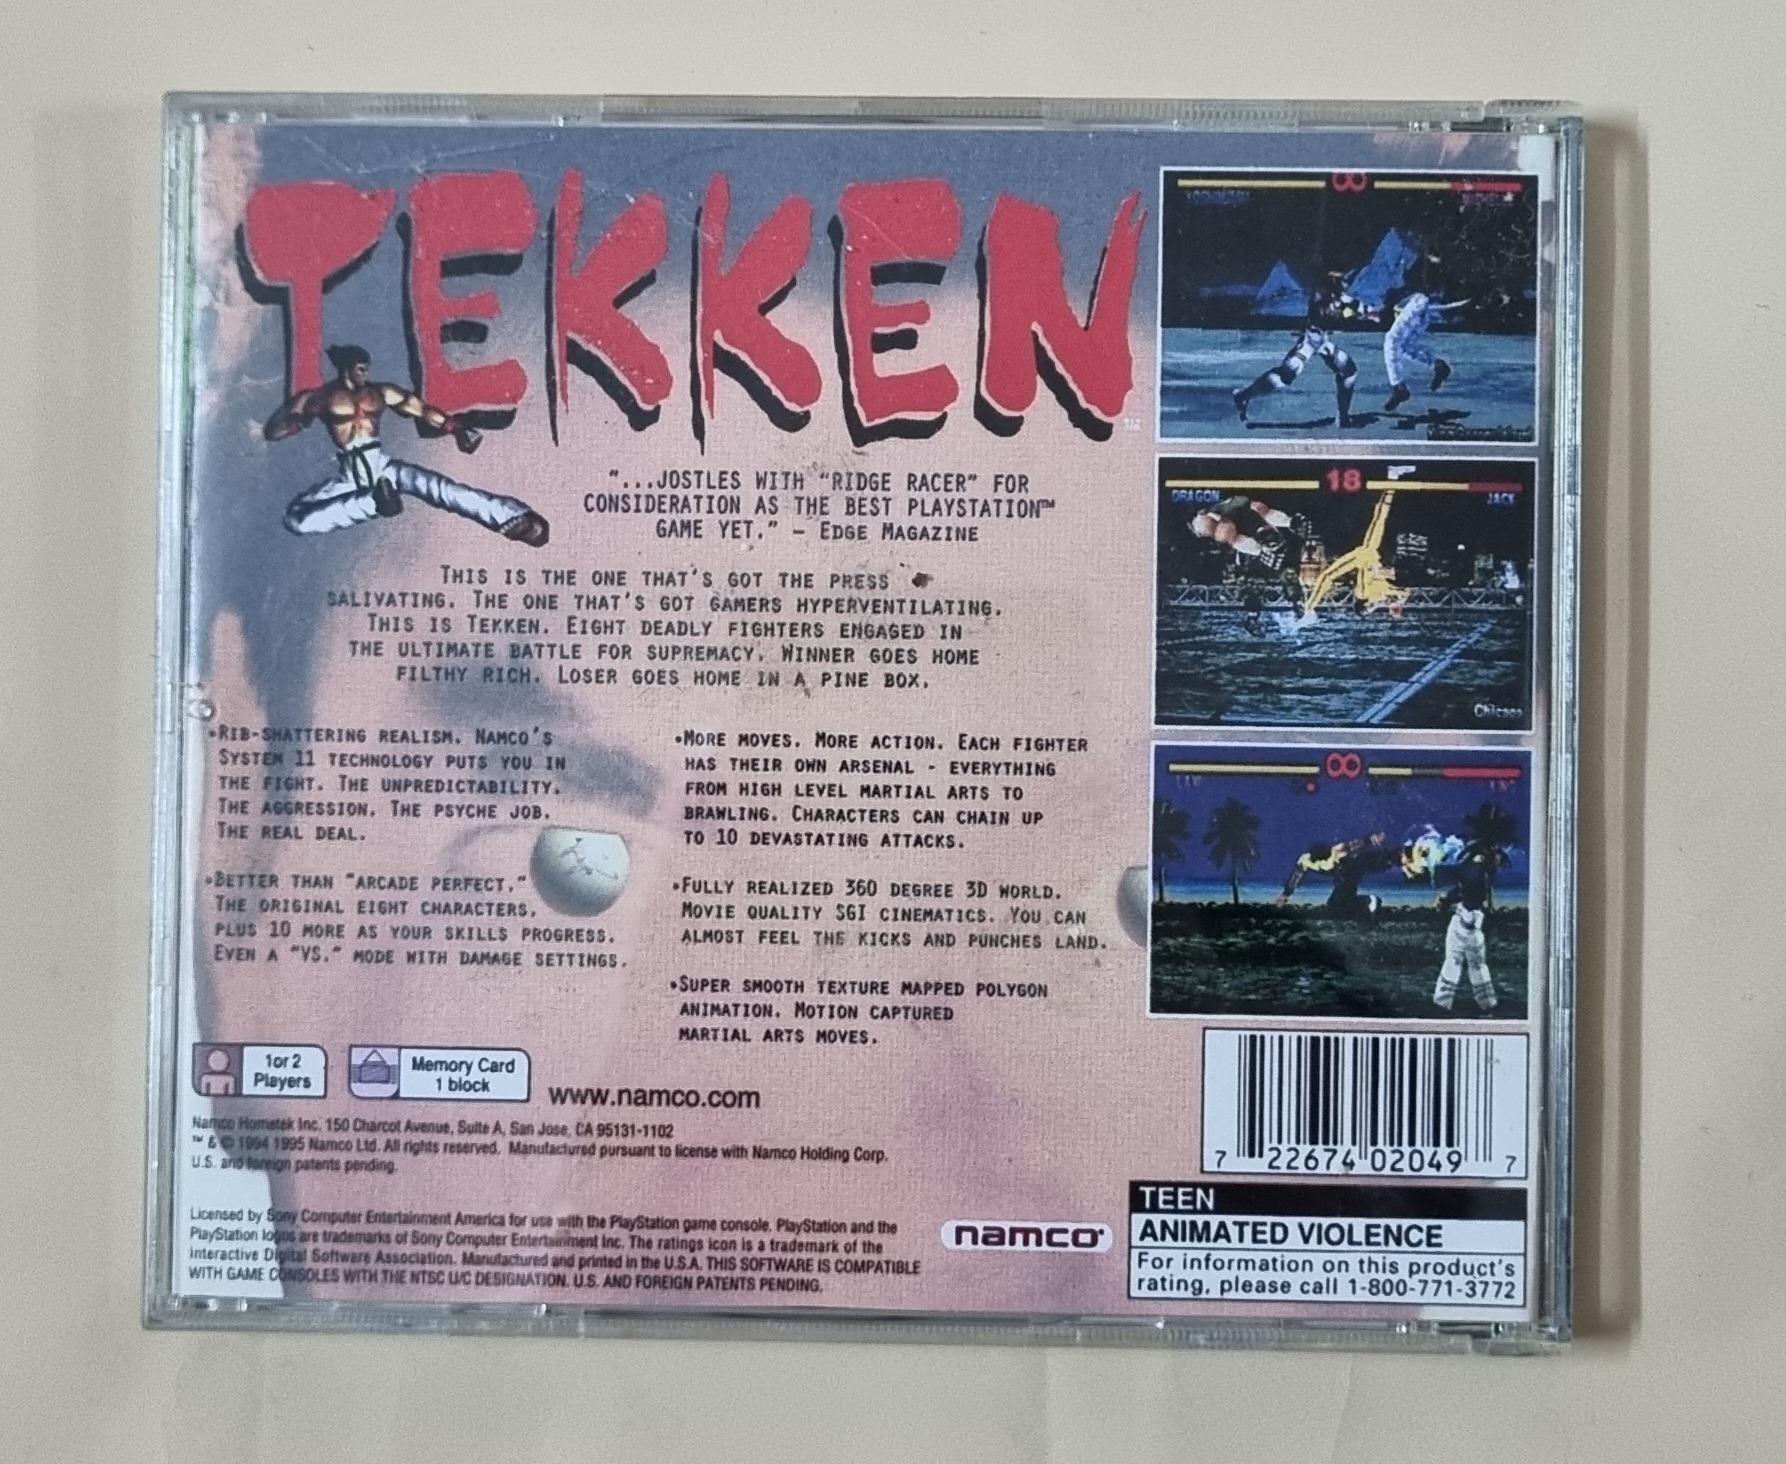 TEKKEN
"...JOSTLES WITH "RIDGE RACER" FOR
CONSIDERATION AS THE BEST PLAYSTATION™
GAME YET." – EDGE MAGAZINE
THIS IS THE ONE THAT'S GOT THE PRESS
SALIVATING. THE ONE THAT'S GOT GAMERS HYPERVENTILATING.
THIS IS TEKKEN. EIGHT DEADLY FIGHTERS ENGAGED IN
THE ULTIMATE BATTLE FOR SUPREMACY. WINNER GOES HOME
FILTHY RICH. LOSER GOES HOME IN A PINE BOX.
•RIB-SHATTERING REALISM. NAMCO'S
SYSTEM 11 TECHNOLOGY PUTS YOU IN
THE FIGHT. THE UNPREDICTABILITY.
THE AGGRESSION. THE PSYCHE JOB.
THE REAL DEAL.
•BETTER THAN "ARCADE PERFECT."
THE ORIGINAL EIGHT CHARACTERS,
PLUS 10 MORE AS YOUR SKILLS PROGRESS.
EVEN A "VS." MODE WITH DAMAGE SETTINGS.
•MORE MOVES. MORE ACTION. EACH FIGHTER
HAS THEIR OWN ARSENAL - EVERYTHING
FROM HIGH LEVEL MARTIAL ARTS TO
BRAWLING. CHARACTERS CAN CHAIN UP
TO 10 DEVASTATING ATTACKS.
•FULLY REALIZED 360 DEGREE 3D WORLD.
MOVIE QUALITY SGI CINEMATICS. YOU CAN
ALMOST FEEL THE KICKS AND PUNCHES LAND.
•SUPER SMOOTH TEXTURE MAPPED POLYGON
ANIMATION. MOTION CAPTURED
MARTIAL ARTS MOVES.
YOSHIMITSU
18
DRAGON
JACK
Chicago
1 or 2
Players
Memory Card
1 block
www.namco.com
Namco Hometek Inc. 150 Charcot Avenue, Suite A, San Jose, CA 95131-1102
™ & © 1994 1995 Namco Ltd. All rights reserved. Manufactured pursuant to license with Namco Holding Corp.
U.S. and foreign patents pending.
Licensed by Sony Computer Entertainment America for use with the PlayStation game console. PlayStation and the
PlayStation logos are trademarks of Sony Computer Entertainment Inc. The ratings icon is a trademark of the
Interactive Digital Software Association. Manufactured and printed in the U.S.A. THIS SOFTWARE IS COMPATIBLE
WITH GAME CONSOLES WITH THE NTSC U/C DESIGNATION. U.S. AND FOREIGN PATENTS PENDING.
namco
7 22674 02049 7
TEEN
ANIMATED VIOLENCE
For information on this product's
rating, please call 1-800-771-3772